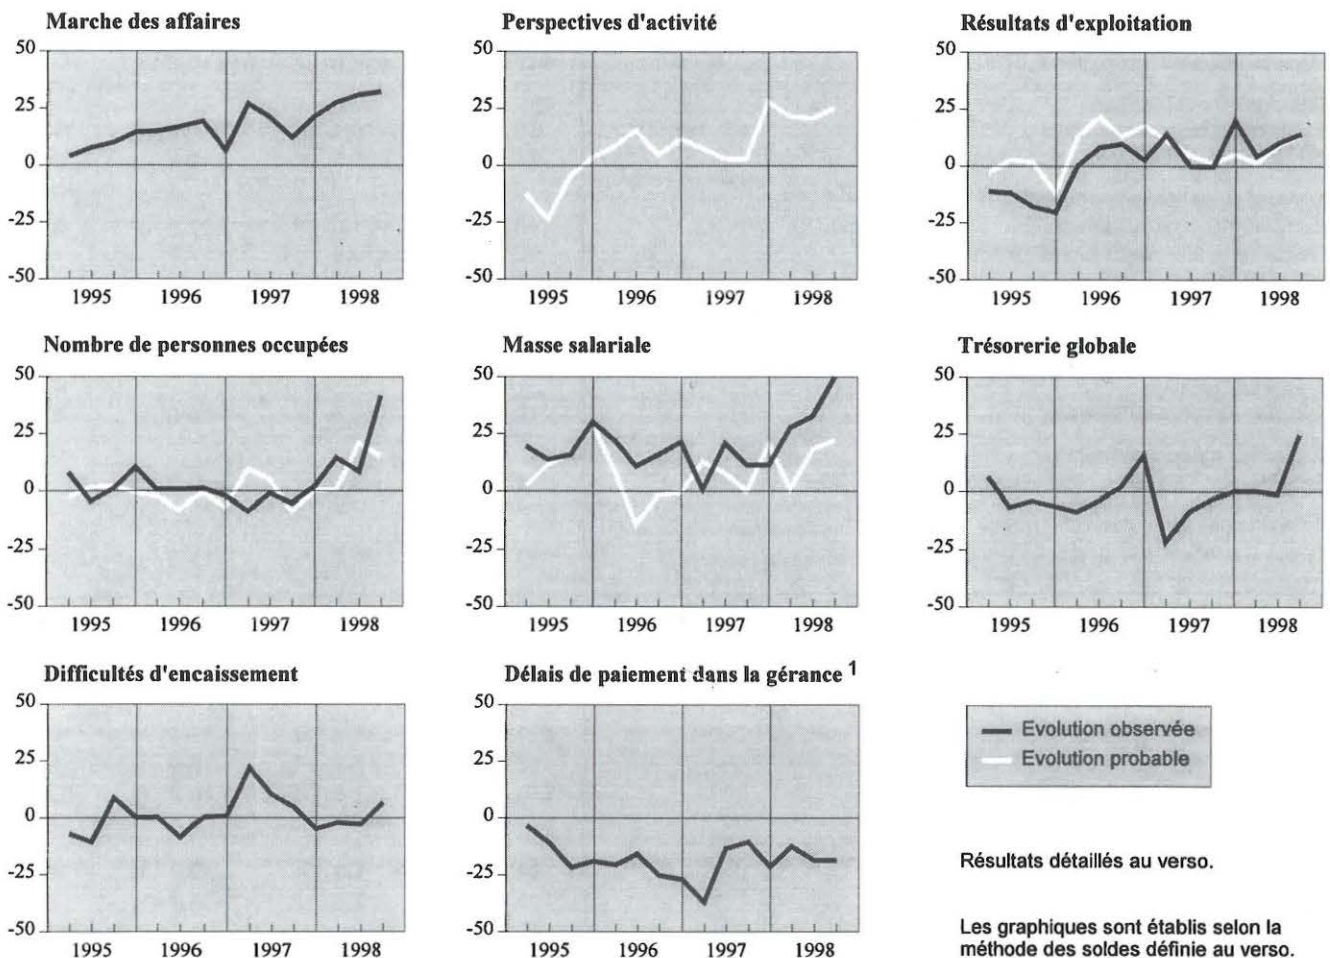 Marche des affaires
50
25
0
-25
-50
1995 1996 1997 1998
Perspectives d'activité
50
25
0
-25
-50
1995 1996 1997 1998
Résultats d'exploitation
50
25
0
-25
-50
1995 1996 1997 1998
Nombre de personnes occupées
50
25
0
-25
-50
1995 1996 1997 1998
Masse salariale
50
25
0
-25
-50
1995 1996 1997 1998
Trésorerie globale
50
25
0
-25
-50
1995 1996 1997 1998
Difficultés d'encaissement
50
25
0
-25
-50
1995 1996 1997 1998
Délais de paiement dans la gérance 1
50
25
0
-25
-50
1995 1996 1997 1998
Evolution observée
Evolution probable
Résultats détaillés au verso.
Les graphiques sont établis selon la
méthode des soldes définie au verso.